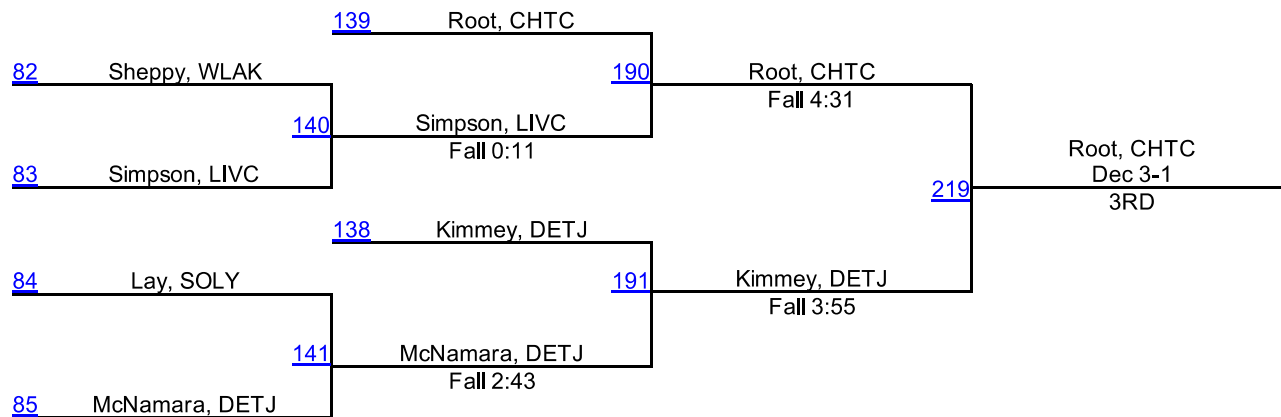 139 Root, CHTC
82 Sheppy, WLAK
190 Root, CHTC
Fall 4:31
140 Simpson, LIVC
Fall 0:11
83 Simpson, LIVC
Root, CHTC
Dec 3-1
219
3RD
138 Kimmey, DETJ
84 Lay, SOLY
191 Kimmey, DETJ
Fall 3:55
141 McNamara, DETJ
Fall 2:43
85 McNamara, DETJ